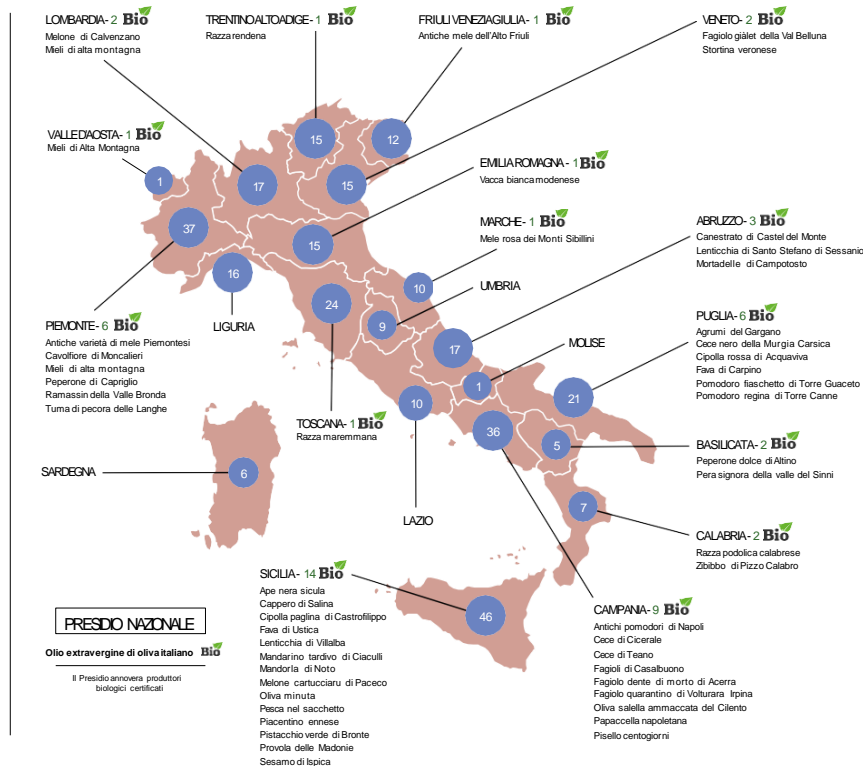 LOMBARDIA - 2 Bio
Melone di Calvenzano
Mieli di alta montagna
TRENTINO ALTO ADIGE - 1 Bio
Razza rendena
FRIULI VENEZIA GIULIA - 1 Bio
Antiche mele dell'Alto Friuli
VENETO - 2 Bio
Fagiolo gialèt della Val Belluna
Stortina veronese
VALLE D'AOSTA - 1 Bio
Mieli di Alta Montagna
EMILIA ROMAGNA - 1 Bio
Vacca bianca modenese
MARCHE - 1 Bio
Mele rosa dei Monti Sibillini
ABRUZZO - 3 Bio
Canestrato di Castel del Monte
Lenticchia di Santo Stefano di Sessanio
Mortadelle di Campotosto
UMBRIA
MOLISE
PUGLIA - 6 Bio
Agrumi del Gargano
Cece nero della Murgia Carsica
Cipolla rossa di Acquaviva
Fava di Carpino
Pomodoro fiaschetto di Torre Guaceto
Pomodoro regina di Torre Canne
PIEMONTE - 6 Bio
Antiche varietà di mele Piemontesi
Cavolfiore di Moncalieri
Mieli di alta montagna
Peperone di Capriglio
Ramassin della Valle Bronda
Tuma di pecora delle Langhe
LIGURIA
TOSCANA - 1 Bio
Razza maremmana
BASILICATA - 2 Bio
Peperone dolce di Altino
Pera signora della valle del Sinni
SARDEGNA
LAZIO
CALABRIA - 2 Bio
Razza podolica calabrese
Zibibbo di Pizzo Calabro
SICILIA - 14 Bio
Ape nera sicula
Cappero di Salina
Cipolla paglina di Castrofilippo
Fava di Ustica
Lenticchia di Villalba
Mandarino tardivo di Ciaculli
Mandorla di Noto
Melone cartucciaru di Paceco
Oliva minuta
Pesca nel sacchetto
Piacentino ennese
Pistacchio verde di Bronte
Provola delle Madonie
Sesamo di Ispica
CAMPANIA - 9 Bio
Antichi pomodori di Napoli
Cece di Cicerale
Cece di Teano
Fagioli di Casalbuono
Fagiolo dente di morto di Acerra
Fagiolo quarantino di Volturara Irpina
Oliva salella ammaccata del Cilento
Papaccella napoletana
Pisello centogiorni
PRESIDIO NAZIONALE
Olio extravergine di oliva italiano Bio
Il Presidio annovera produttori
biologici certificati
15
12
1
17
15
37
15
16
10
24
9
17
1
10
21
36
5
6
7
46